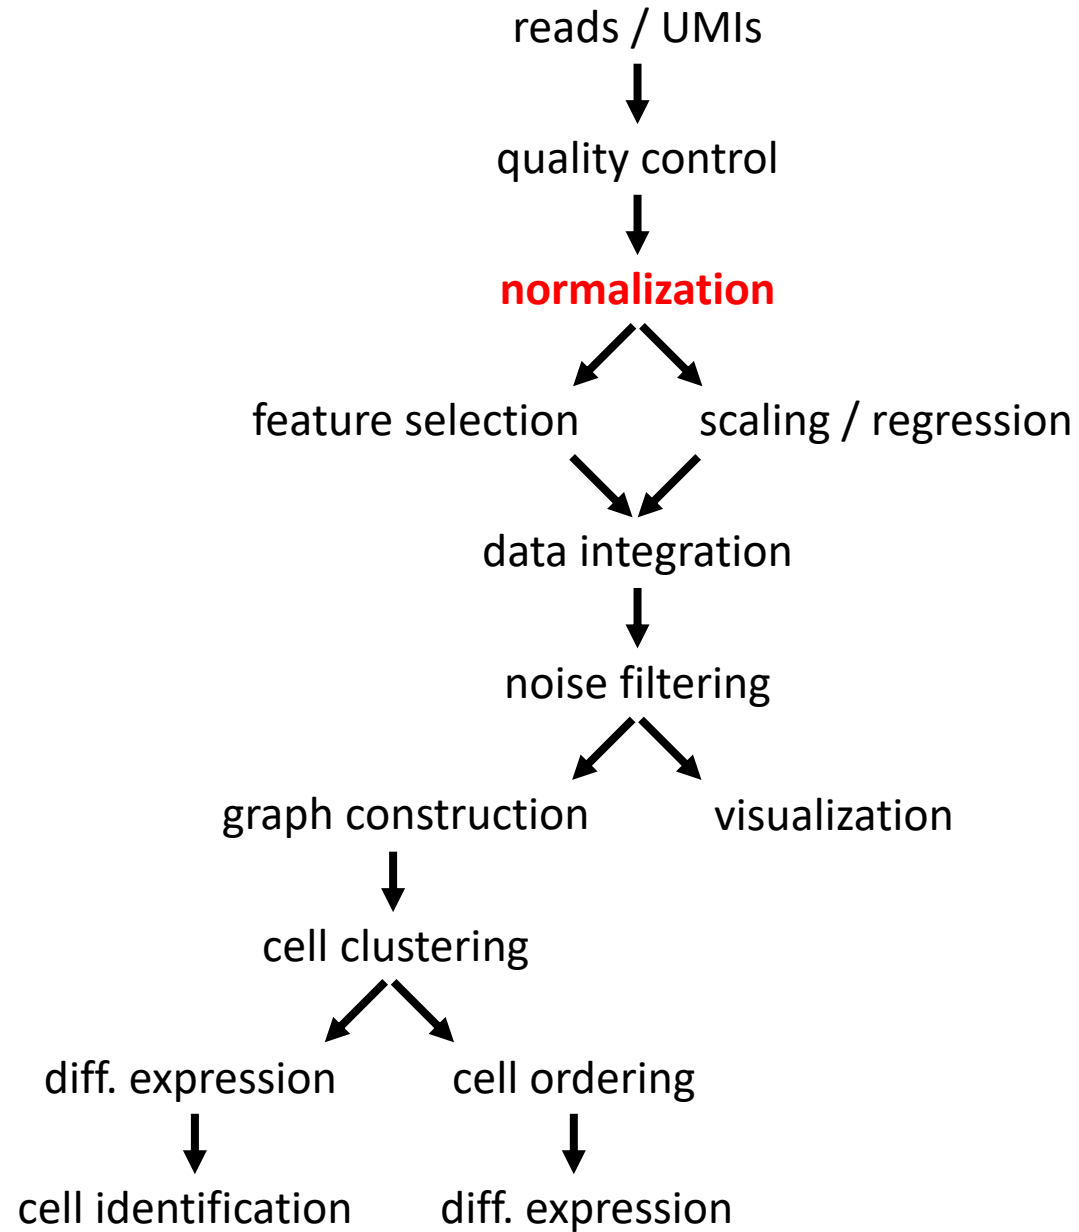 reads / UMIs
quality control
normalization
feature selection
scaling / regression
data integration
noise filtering
graph construction
visualization
cell clustering
diff. expression
cell ordering
cell identification
diff. expression